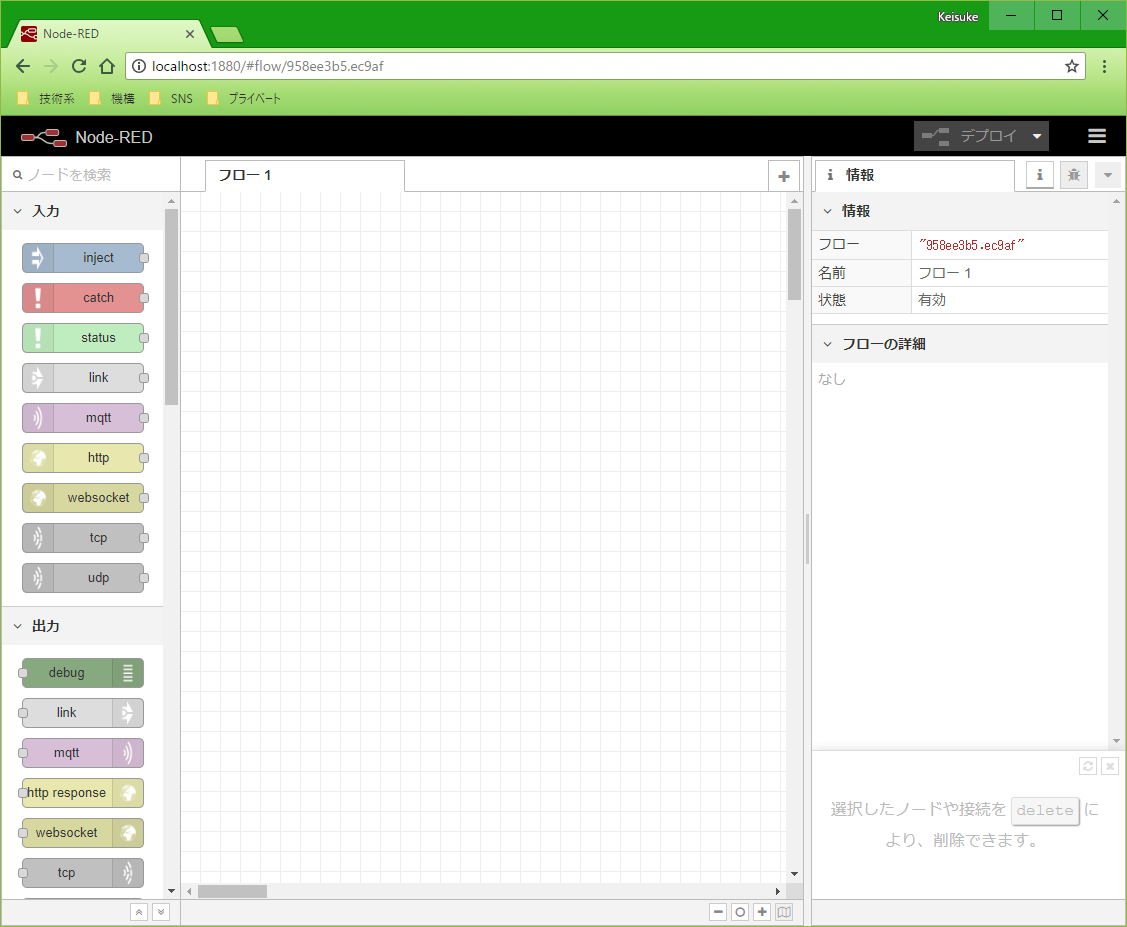 Keisuke
Node-RED
localhost:1880/#flow/958ee3b5.ec9af
技術系 機構 SNS プライベート
Node-RED
デプロイ
ノードを検索
フロー 1
情報
入力
inject
catch
status
link
mqtt
http
websocket
tcp
udp
出力
debug
link
mqtt
http response
websocket
tcp
情報
フロー "958ee3b5.ec9af"
名前 フロー 1
状態 有効
フローの詳細
なし
選択したノードや接続を delete に
より、削除できます。